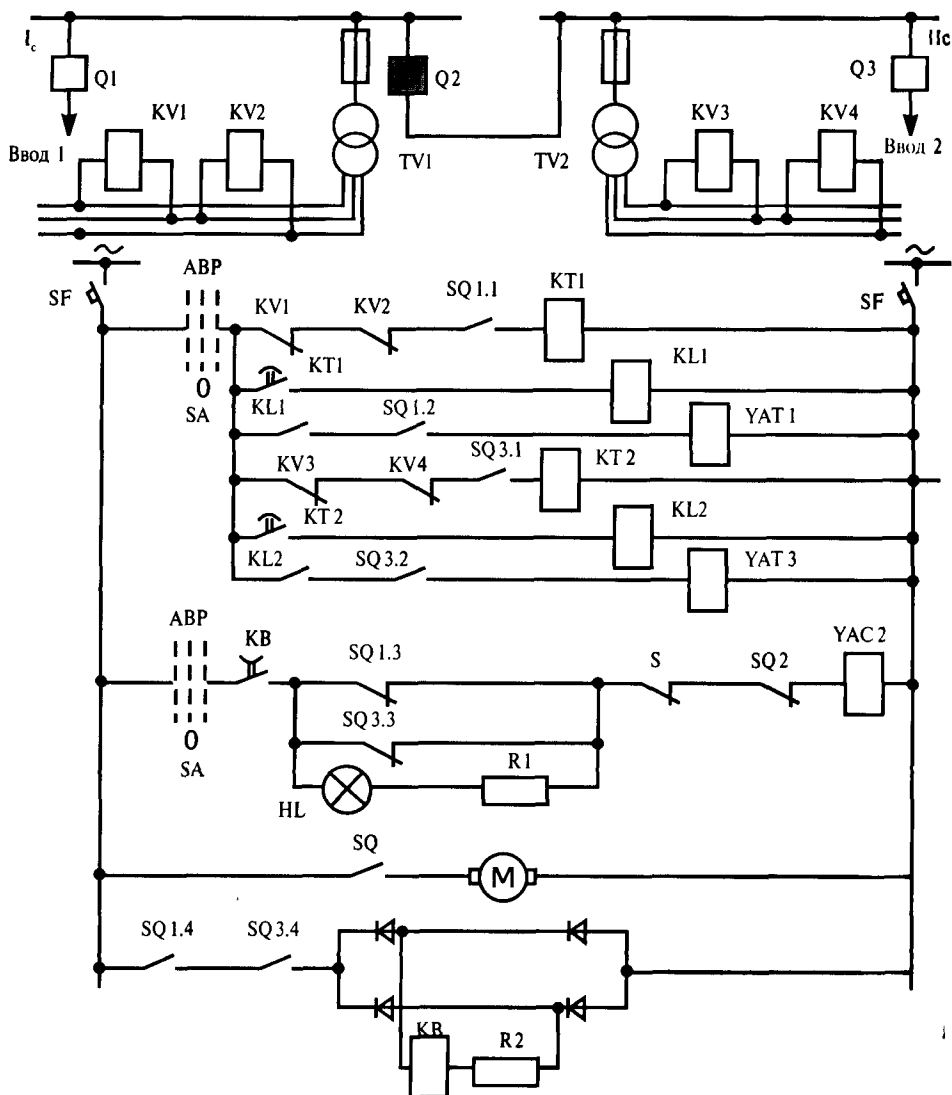 Iс
Q1
Q2
IIс
Q3
KV1
KV2
KV3
KV4
Ввод 1
TV1
TV2
Ввод 2
~
~
SF
АВР
KV1
KV2
SQ 1.1
KT1
SF
KT1
KL1
0
SA
KL1
SQ 1.2
YAT 1
KV3
KV4
SQ 3.1
KT 2
KT 2
KL2
KL2
SQ 3.2
YAT 3
АВР
KB
SQ 1.3
S
SQ 2
YAC 2
SQ 3.3
0
SA
HL
R1
SQ
M
SQ 1.4
SQ 3.4
KB
R2